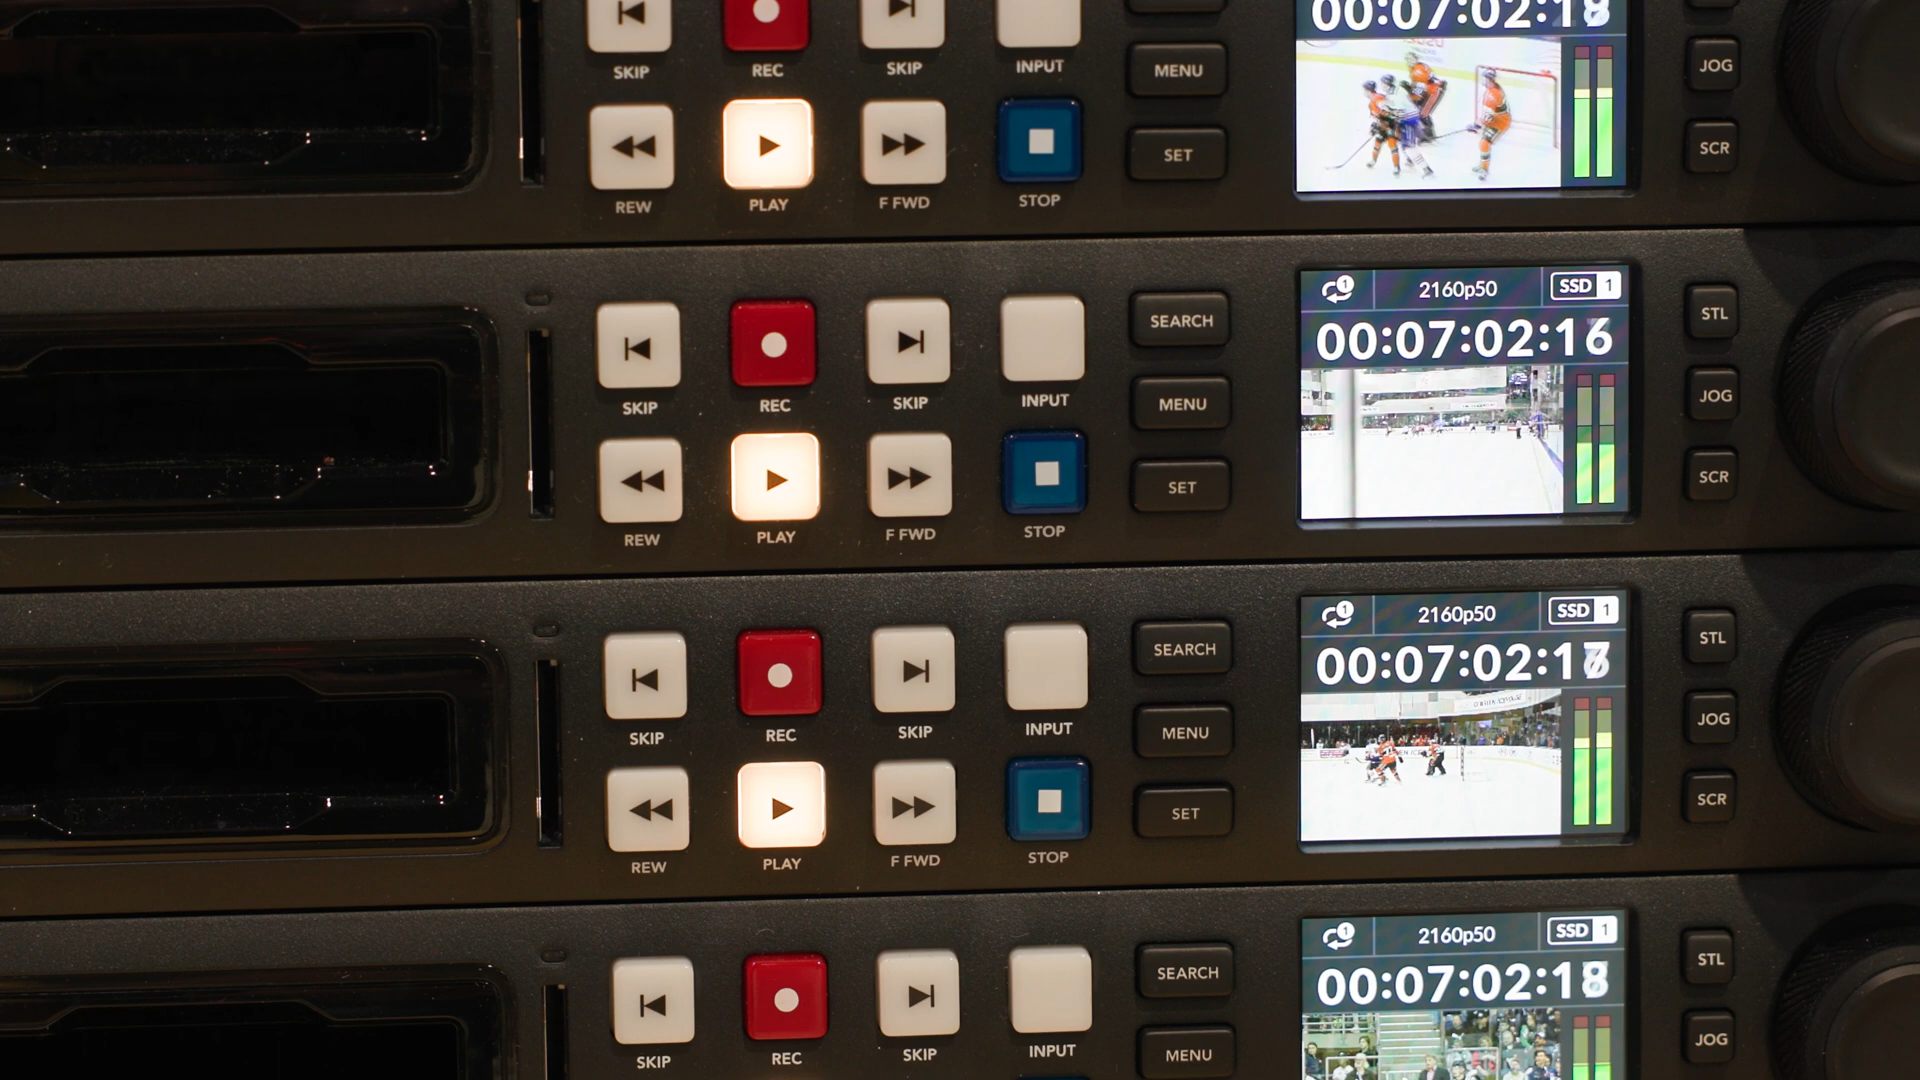 00:07:02:18
SKIP REC SKIP INPUT MENU JOG
SET SCR
REW PLAY F FWD STOP
2160p50 SSD 1
SEARCH 00:07:02:16 STL
SKIP REC SKIP INPUT MENU JOG
SET SCR
REW PLAY F FWD STOP
2160p50 SSD 1
SEARCH 00:07:02:17 STL
SKIP REC SKIP INPUT MENU JOG
SET SCR
REW PLAY F FWD STOP
2160p50 SSD 1
SEARCH 00:07:02:18 STL
SKIP REC SKIP INPUT MENU JOG